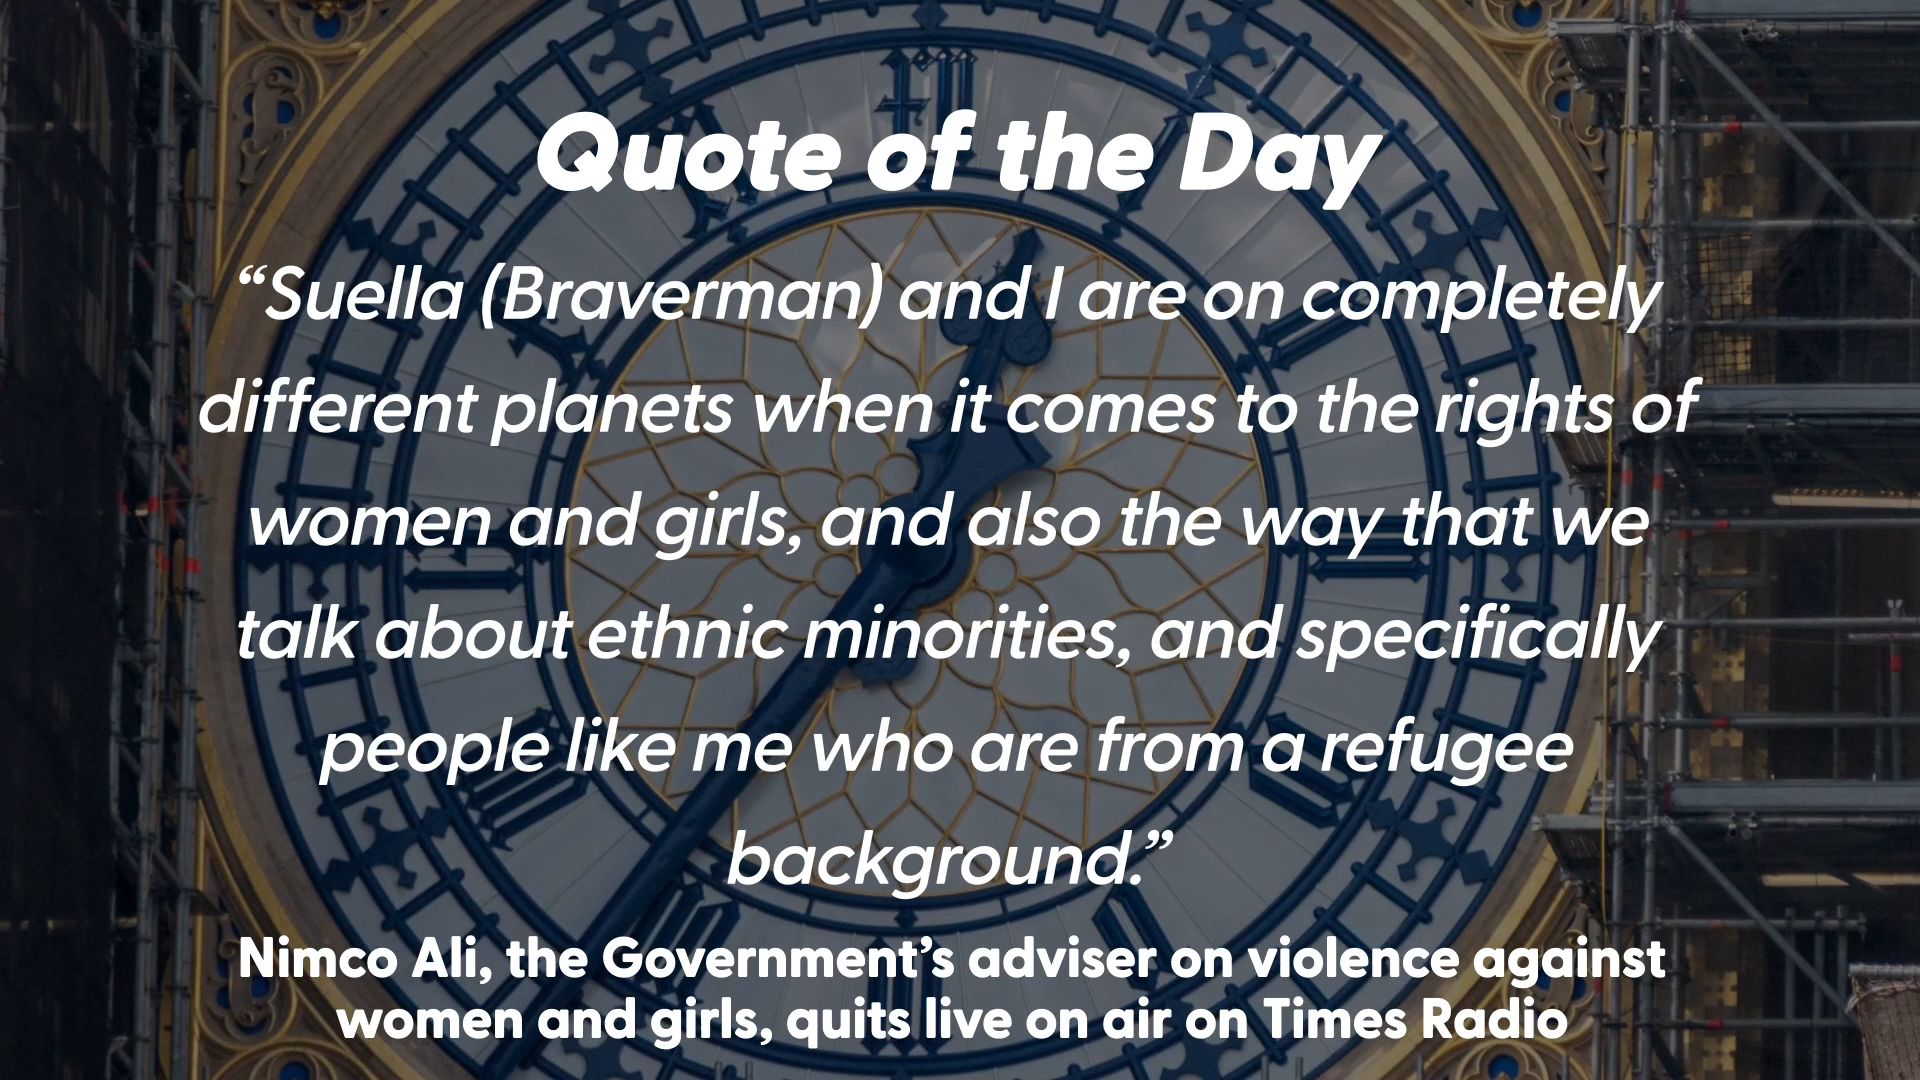 Quote of the Day
“Suella (Braverman) and I are on completely
different planets when it comes to the rights of
women and girls, and also the way that we
talk about ethnic minorities, and specifically
people like me who are from a refugee
background.”
Nimco Ali, the Government’s adviser on violence against
women and girls, quits live on air on Times Radio